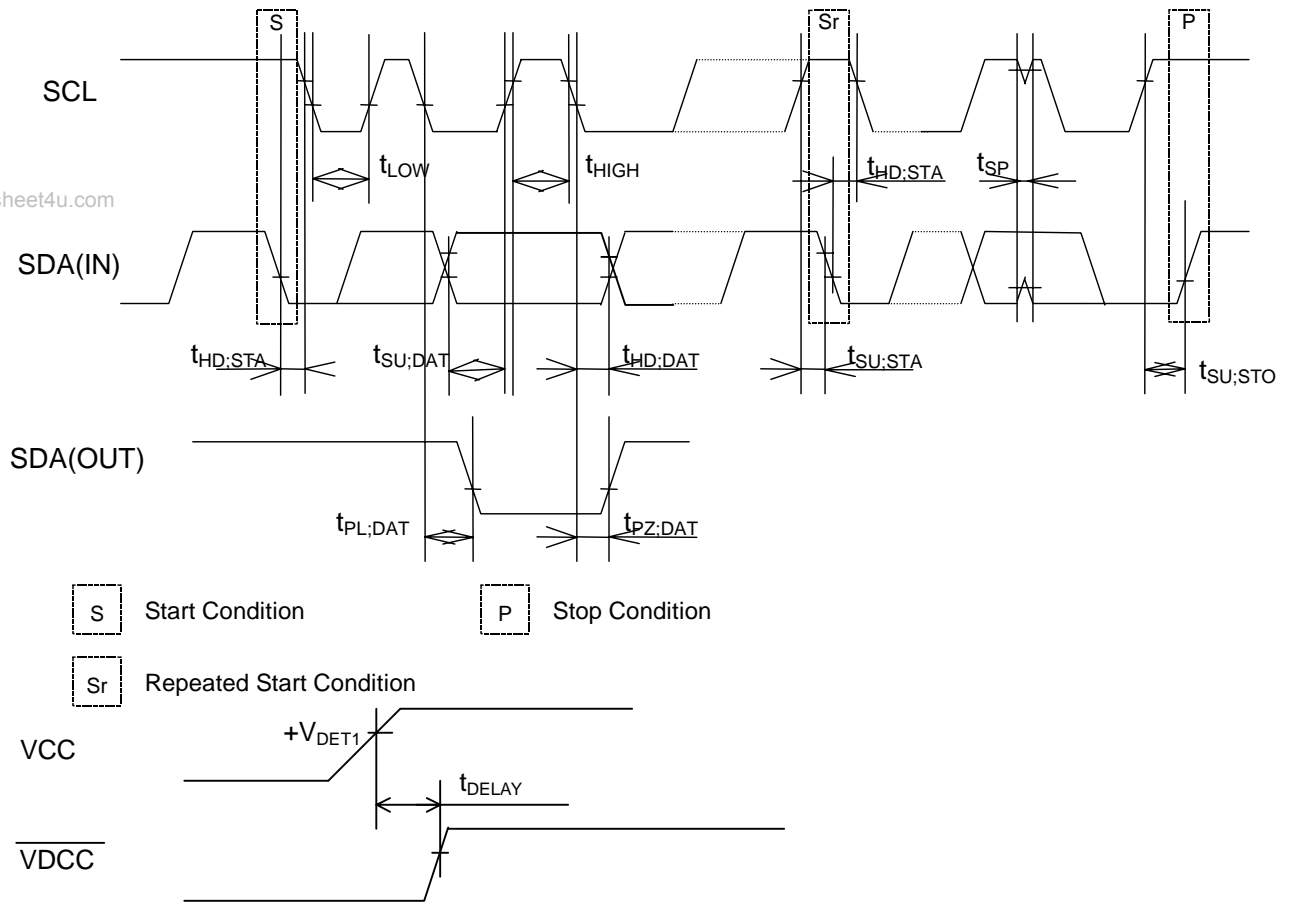 S Sr P
SCL
tLOW tHIGH tHD;STA tSP
sheet4u.com
SDA(IN)
tHD;STA tSU;DAT tHD;DAT tSU;STA tSU;STO
SDA(OUT)
tPL;DAT tPZ;DAT
S Start Condition P Stop Condition
Sr Repeated Start Condition
+VDET1
VCC
tDELAY
VDCC